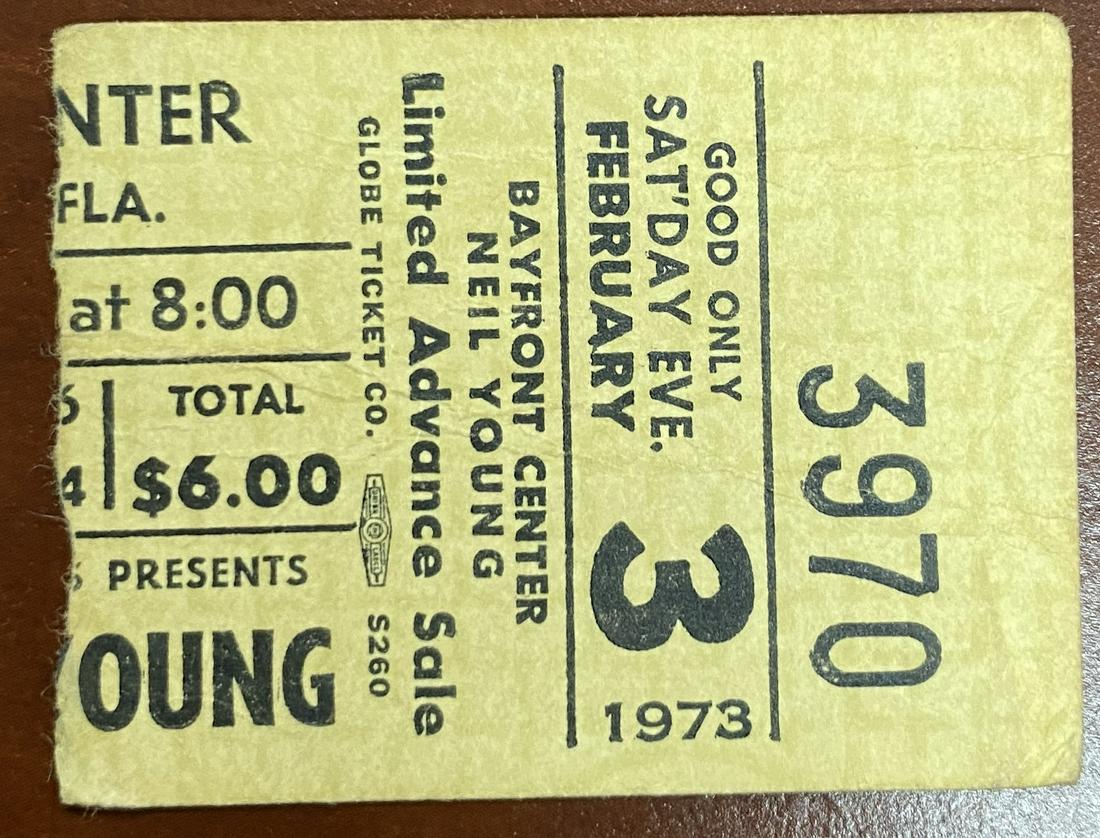 NTER
FLA.
at 8:00
TOTAL
$6.00
PRESENTS
OUNG
3970
GOOD ONLY
SAT'DAY EVE.
FEBRUARY 3 1973
BAYFRONT CENTER
NEIL YOUNG
Limited Advance Sale
GLOBE TICKET CO. S260